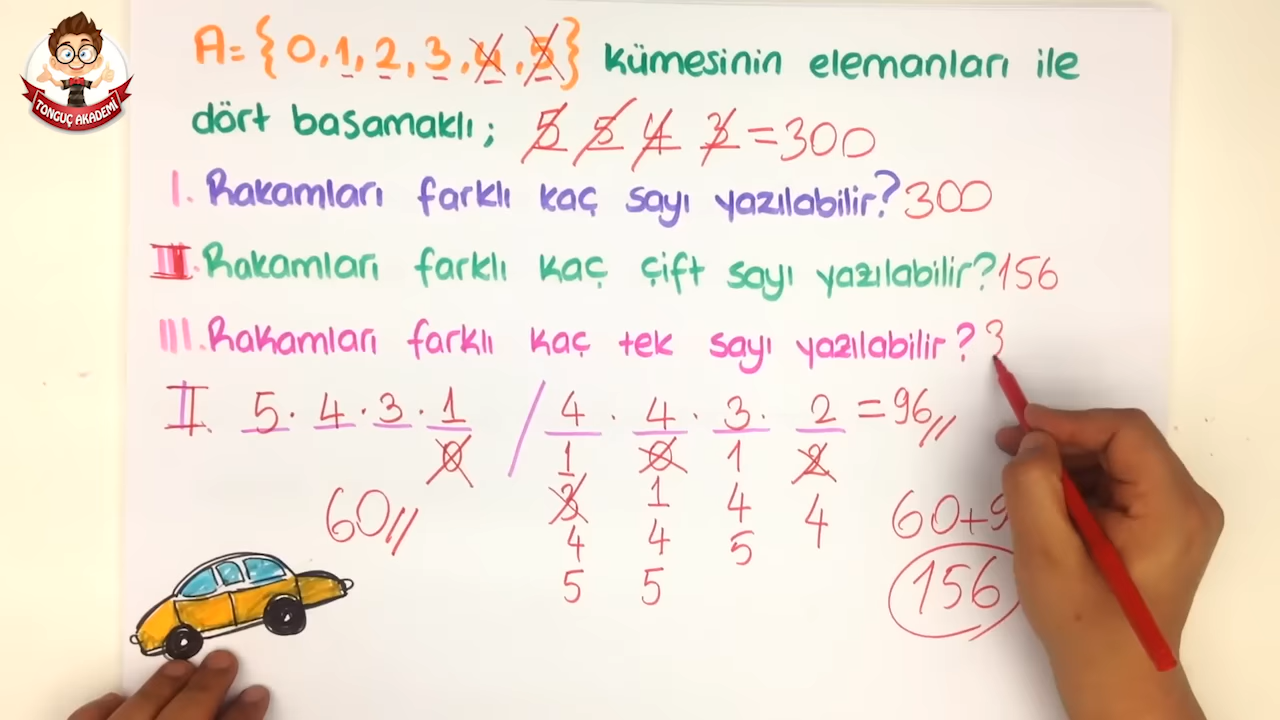 TONGUÇ AKADEMİ
A={0,1,2,3,4,5} kümesinin elemanları ile
dört basamaklı; 5 5 4 3 =300
I. Rakamları farklı kaç sayı yazılabilir? 300
II. Rakamları farklı kaç çift sayı yazılabilir? 156
III. Rakamları farklı kaç tek sayı yazılabilir? 3
II. 5 . 4 . 3 . 1 / 4 . 4 . 3 . 2 = 96//
0 1 0 1 2
3 1 4 4
60// 4 4 5 60+9
5 5 156